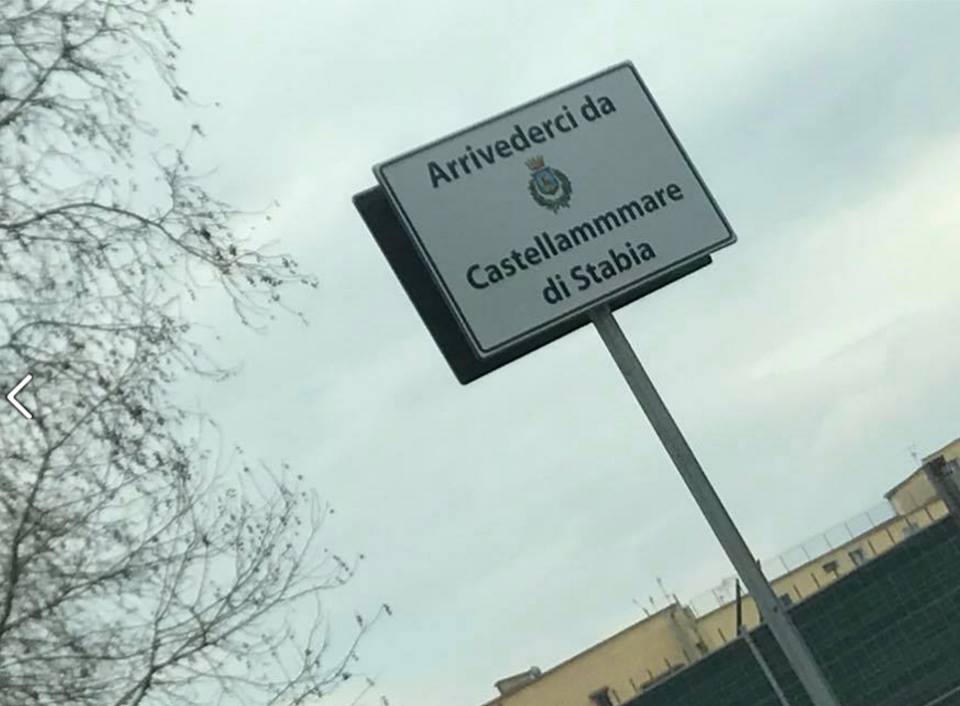 Arrivederci da
Castellammmare
di Stabia